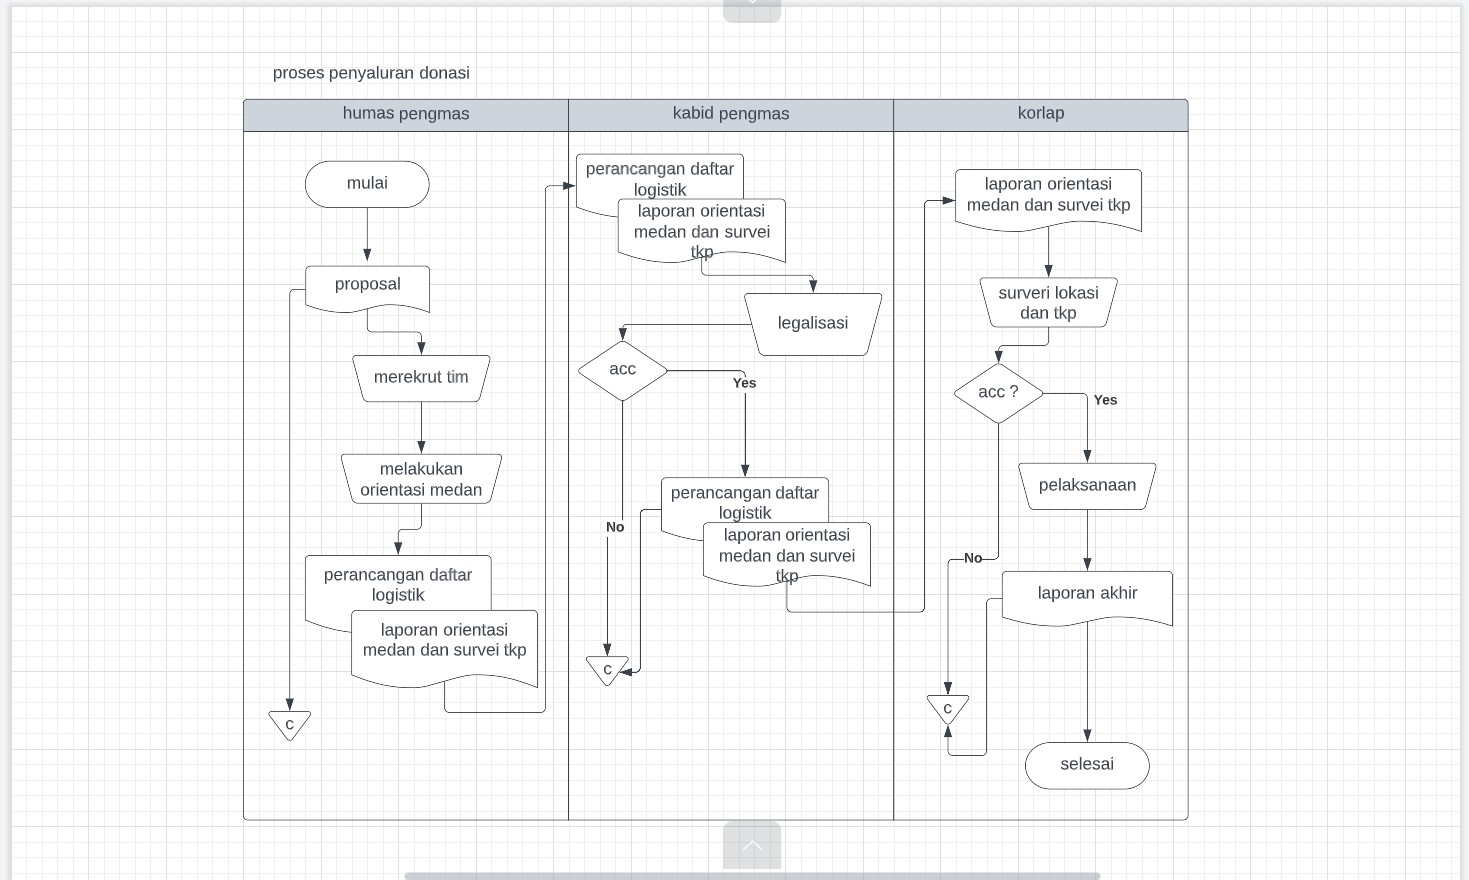 proses penyaluran donasi
humas pengmas
kabid pengmas
korlap
mulai
proposal
merekrut tim
melakukan
orientasi medan
perancangan daftar
logistik
laporan orientasi
medan dan survei tkp
c
perancangan daftar
logistik
laporan orientasi
medan dan survei
tkp
legalisasi
acc
Yes
No
perancangan daftar
logistik
laporan orientasi
medan dan survei
tkp
c
laporan orientasi
medan dan survei tkp
surveri lokasi
dan tkp
acc ?
Yes
No
pelaksanaan
laporan akhir
c
selesai